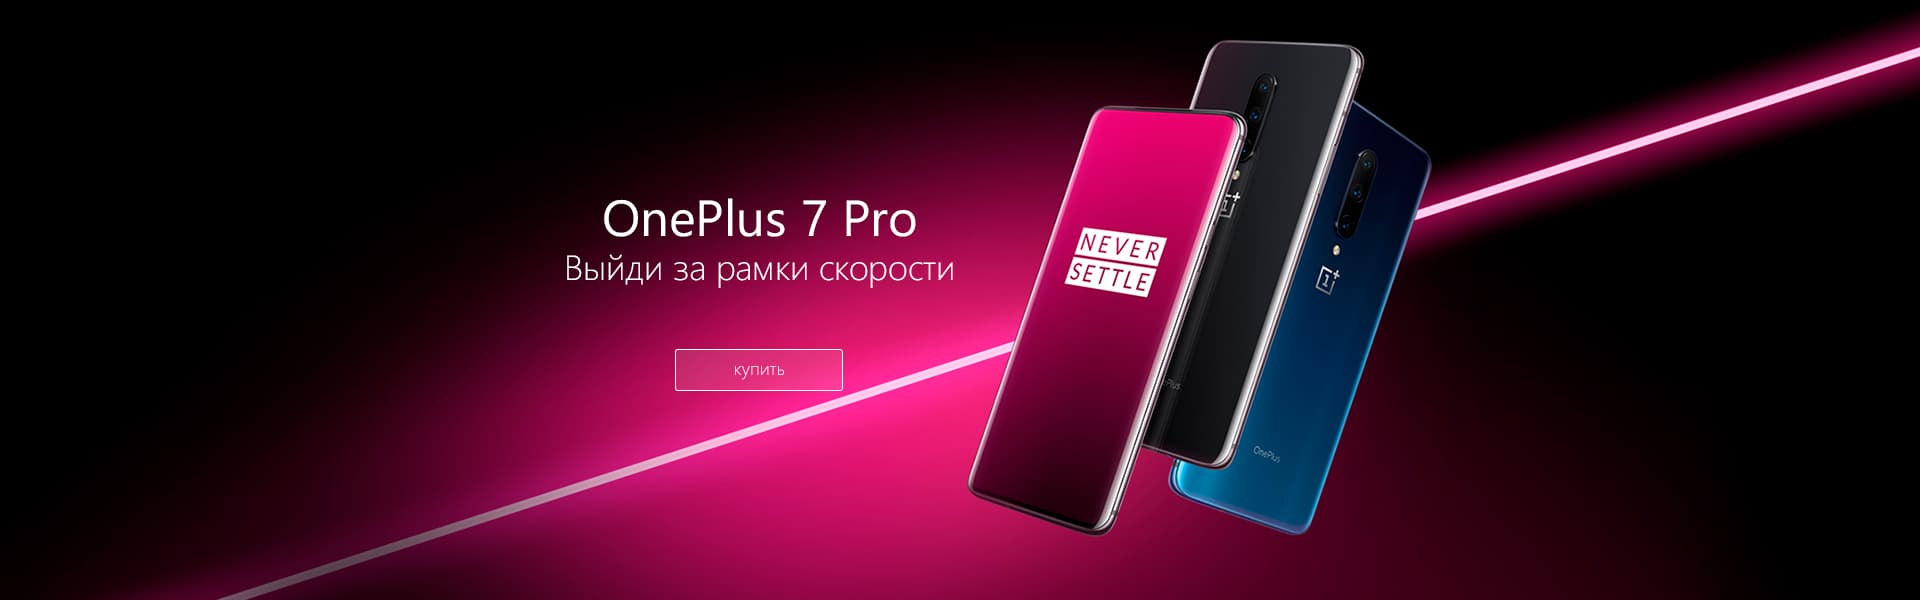 OnePlus 7 Pro
Выйди за рамки скорости
купить
NEVER
SETTLE
OnePlus